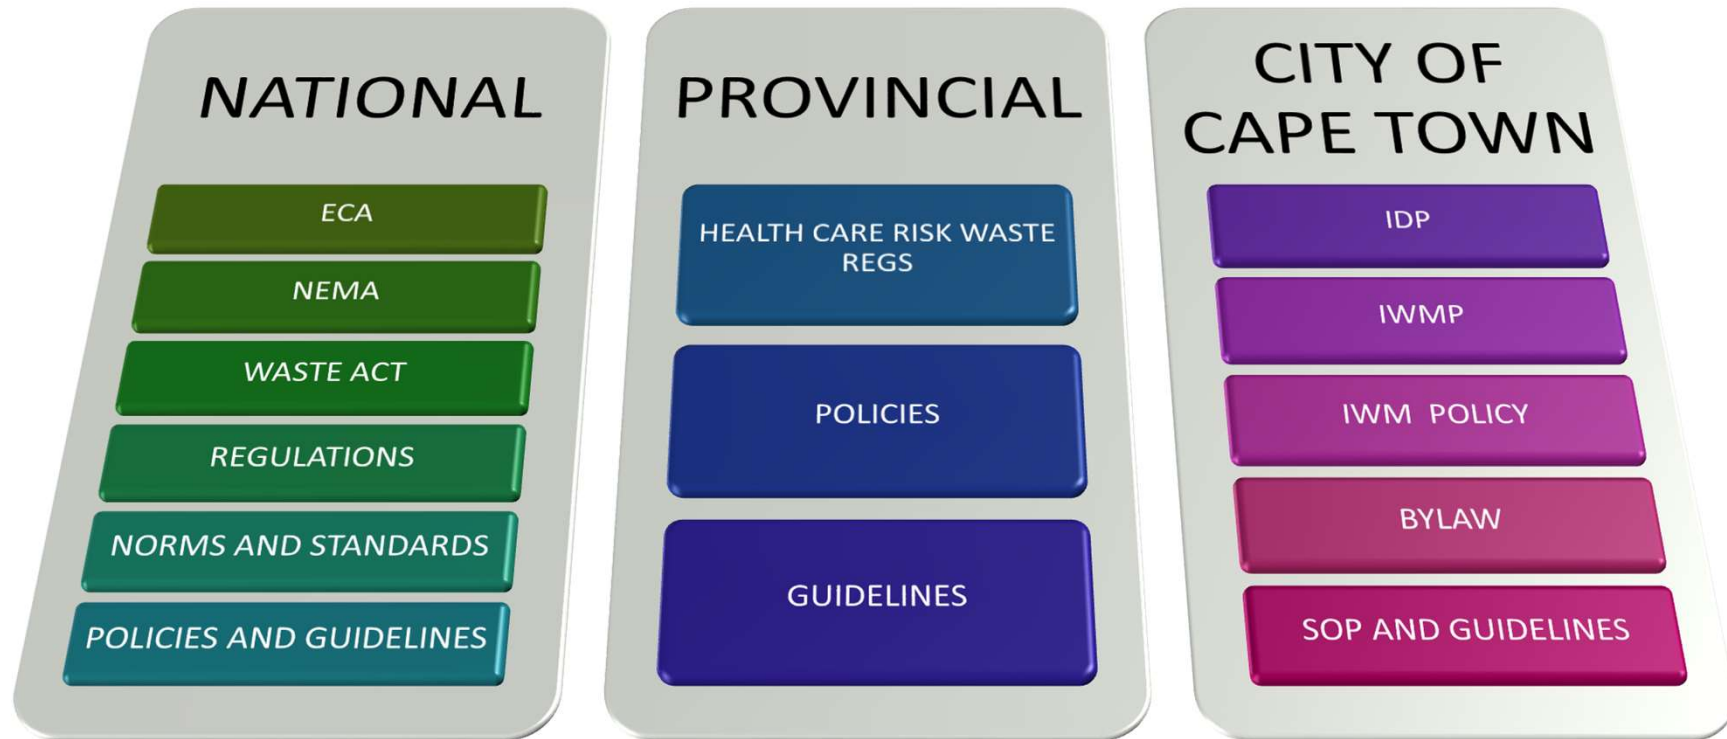 NATIONAL
ECA
NEMA
WASTE ACT
REGULATIONS
NORMS AND STANDARDS
POLICIES AND GUIDELINES
PROVINCIAL
HEALTH CARE RISK WASTE
REGS
POLICIES
GUIDELINES
CITY OF
CAPE TOWN
IDP
IWMP
IWM POLICY
BYLAW
SOP AND GUIDELINES